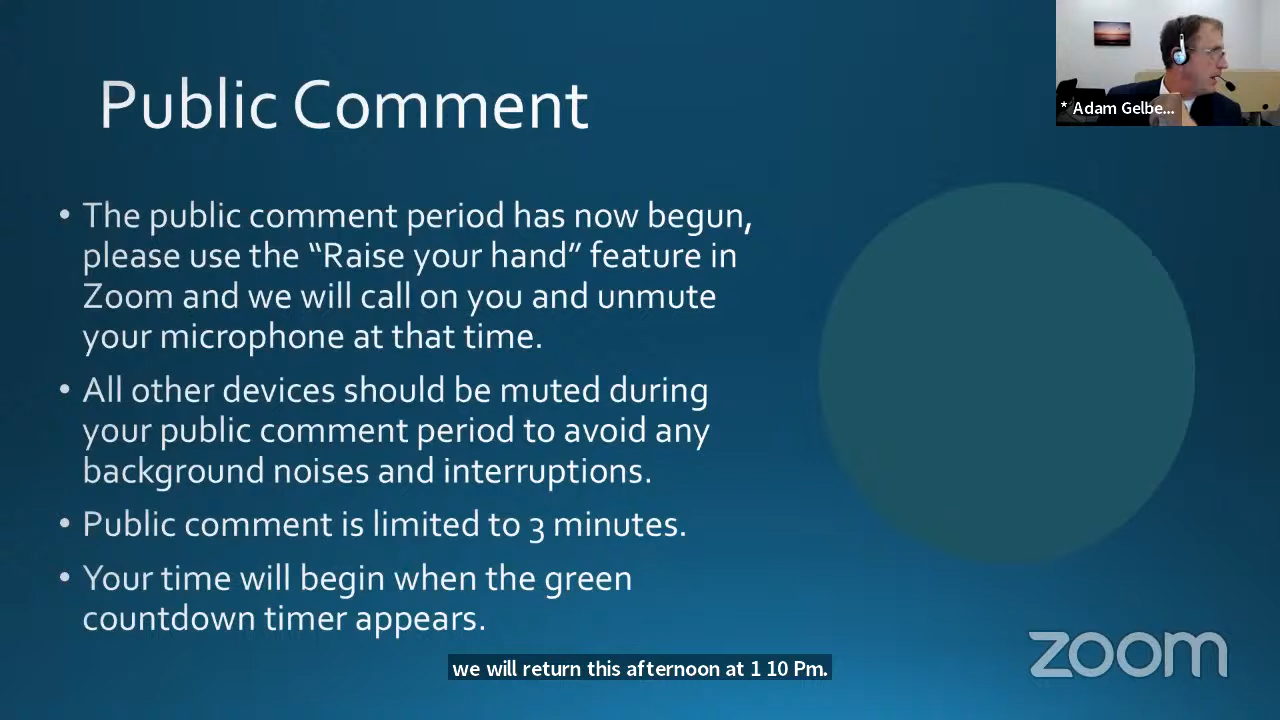 * Adam Gelbe...
Public Comment
• The public comment period has now begun,
please use the “Raise your hand” feature in
Zoom and we will call on you and unmute
your microphone at that time.
• All other devices should be muted during
your public comment period to avoid any
background noises and interruptions.
• Public comment is limited to 3 minutes.
• Your time will begin when the green
countdown timer appears.
we will return this afternoon at 1 10 Pm.
zoom